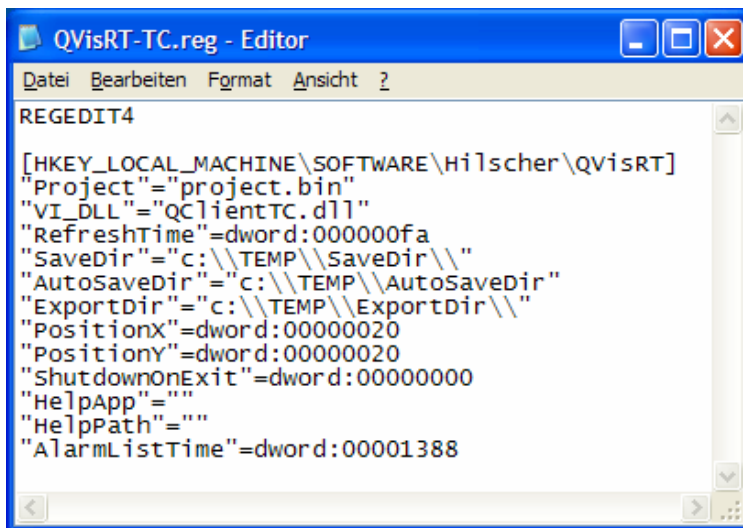 QVisRT-TC.reg - Editor
Datei Bearbeiten Format Ansicht ?
REGEDIT4
[HKEY_LOCAL_MACHINE\SOFTWARE\Hilscher\QVisRT]
"Project"="project.bin"
"VI_DLL"="QClientTC.dll"
"RefreshTime"=dword:000000fa
"SaveDir"="c:\\TEMP\\SaveDir\\"
"AutoSaveDir"="c:\\TEMP\\AutoSaveDir"
"ExportDir"="c:\\TEMP\\ExportDir\\"
"PositionX"=dword:00000020
"PositionY"=dword:00000020
"ShutdownOnExit"=dword:00000000
"HelpApp"=""
"HelpPath"=""
"AlarmListTime"=dword:00001388